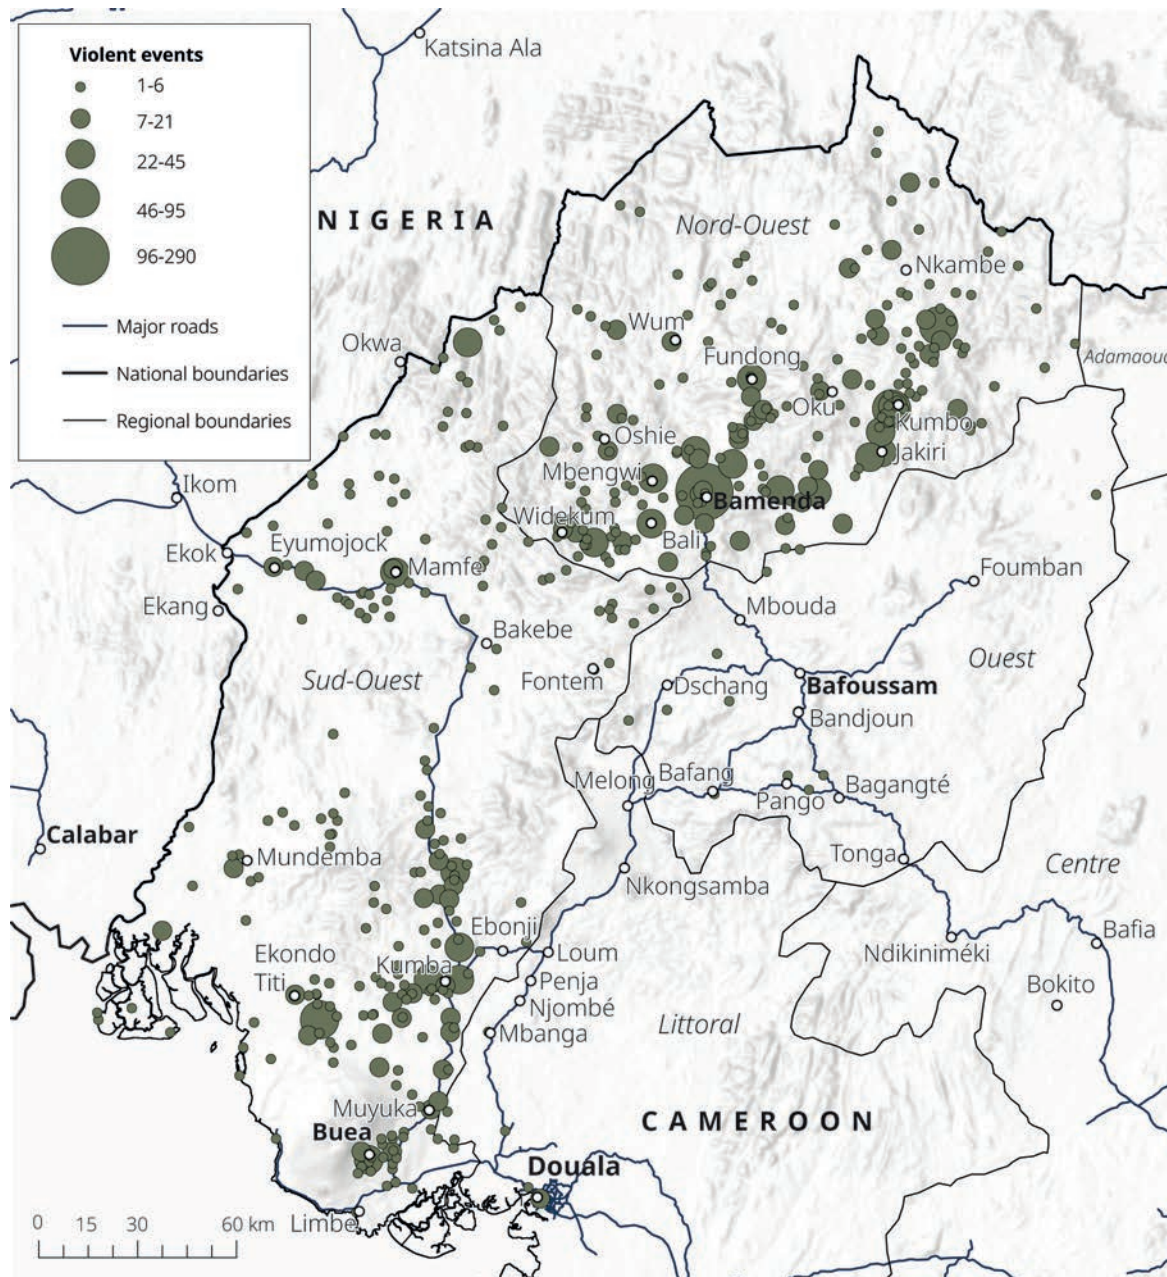 Violent events
1-6
7-21
22-45
46-95
96-290
Major roads
National boundaries
Regional boundaries
Katsina Ala
NIGERIA
Nord-Ouest
Nkambe
Wum
Okwa
Fundong
Adamaoua
Oku
Kumbo
Oshie
Jakiri
Mbengwi
Ikom
Bamenda
Widekum
Bali
Ekok
Eyumojock
Mamfe
Foumban
Ekang
Mbouda
Bakebe
Sud-Ouest
Ouest
Fontem
Dschang
Bafoussam
Bandjoun
Melong
Bafang
Pango
Bagangté
Calabar
Mundemba
Tonga
Centre
Nkongsamba
Ebonji
Bafia
Ekondo
Titi
Kumba
Loum
Ndikiniméki
Penja
Bokito
Njombé
Littoral
Mbanga
Muyuka
CAMEROON
Buea
Douala
Limbe
0 15 30 60 km